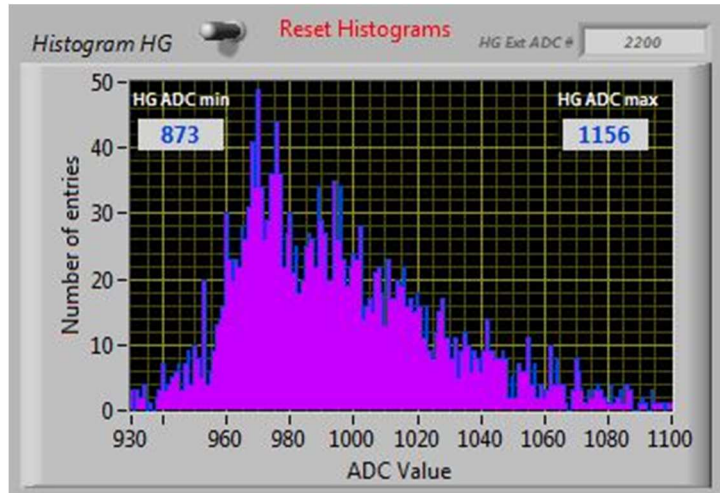 Histogram HG
Reset Histograms
HG Ext ADC #
2200
HG ADC min
873
HG ADC max
1156
Number of entries
50
40
30
20
10
0
930 960 980 1000 1020 1040 1060 1080 1100
ADC Value